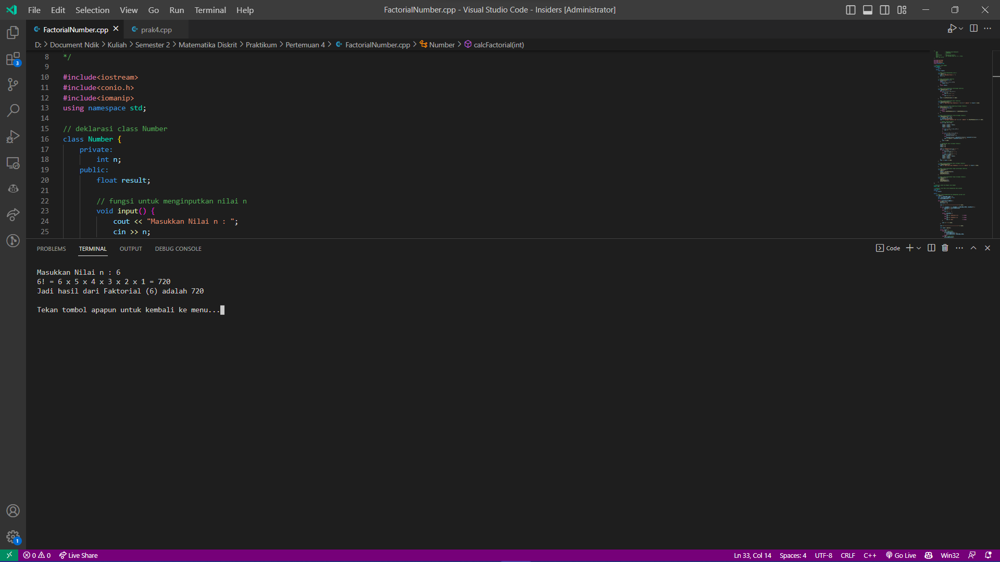 File Edit Selection View Go Run Terminal Help
FactorialNumber.cpp - Visual Studio Code - Insiders [Administrator]
FactorialNumber.cpp
prak4.cpp
D: > Document Ndik > Kuliah > Semester 2 > Matematika Diskrit > Praktikum > Pertemuan 4 > FactorialNumber.cpp > Number > calcFactorial(int)
8 */
9
10 #include<iostream>
11 #include<conio.h>
12 #include<iomanip>
13 using namespace std;
14
15 // deklarasi class Number
16 class Number {
17 private:
18 int n;
19 public:
20 float result;
21
22 // fungsi untuk menginputkan nilai n
23 void input() {
24 cout << "Masukkan Nilai n : ";
25 cin >> n;
3
PROBLEMS TERMINAL OUTPUT DEBUG CONSOLE
Code
Masukkan Nilai n : 6
6! = 6 x 5 x 4 x 3 x 2 x 1 = 720
Jadi hasil dari Faktorial (6) adalah 720
Tekan tombol apapun untuk kembali ke menu...
1
0 0 Live Share
Ln 33, Col 14 Spaces: 4 UTF-8 CRLF C++ Go Live Win32